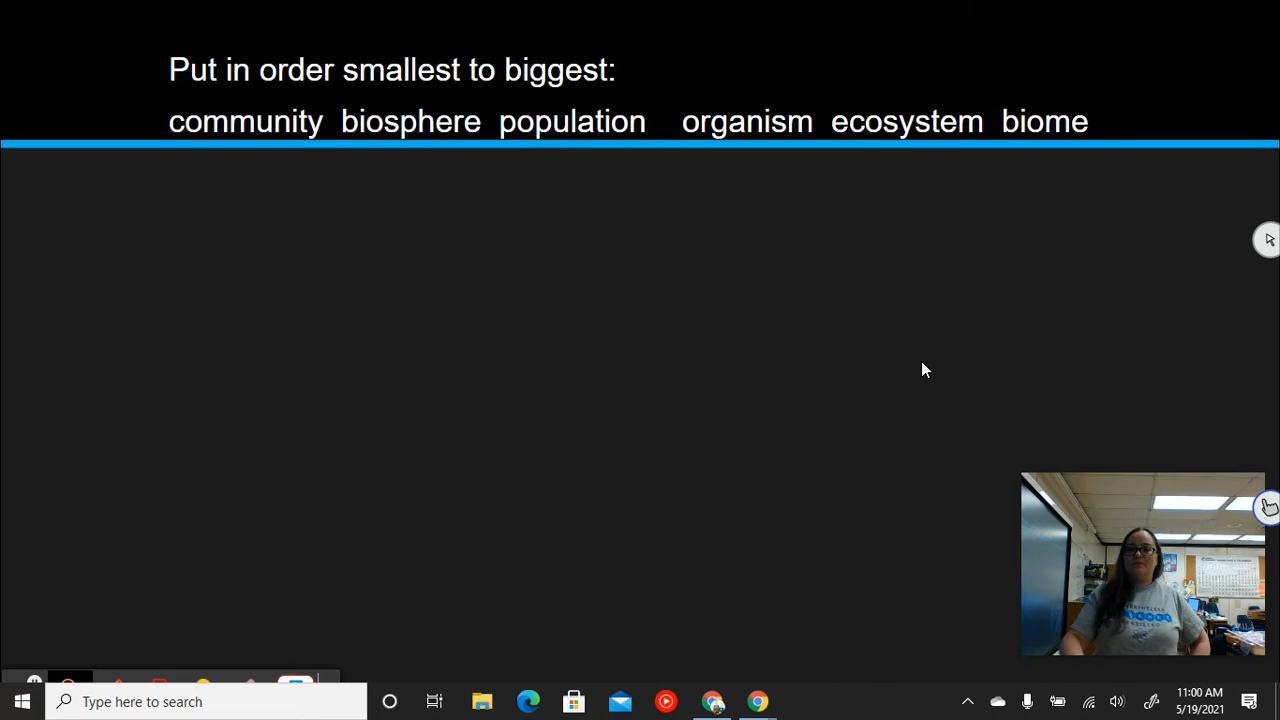 Put in order smallest to biggest:
community biosphere population organism ecosystem biome
Type here to search
11:00 AM
5/19/2021